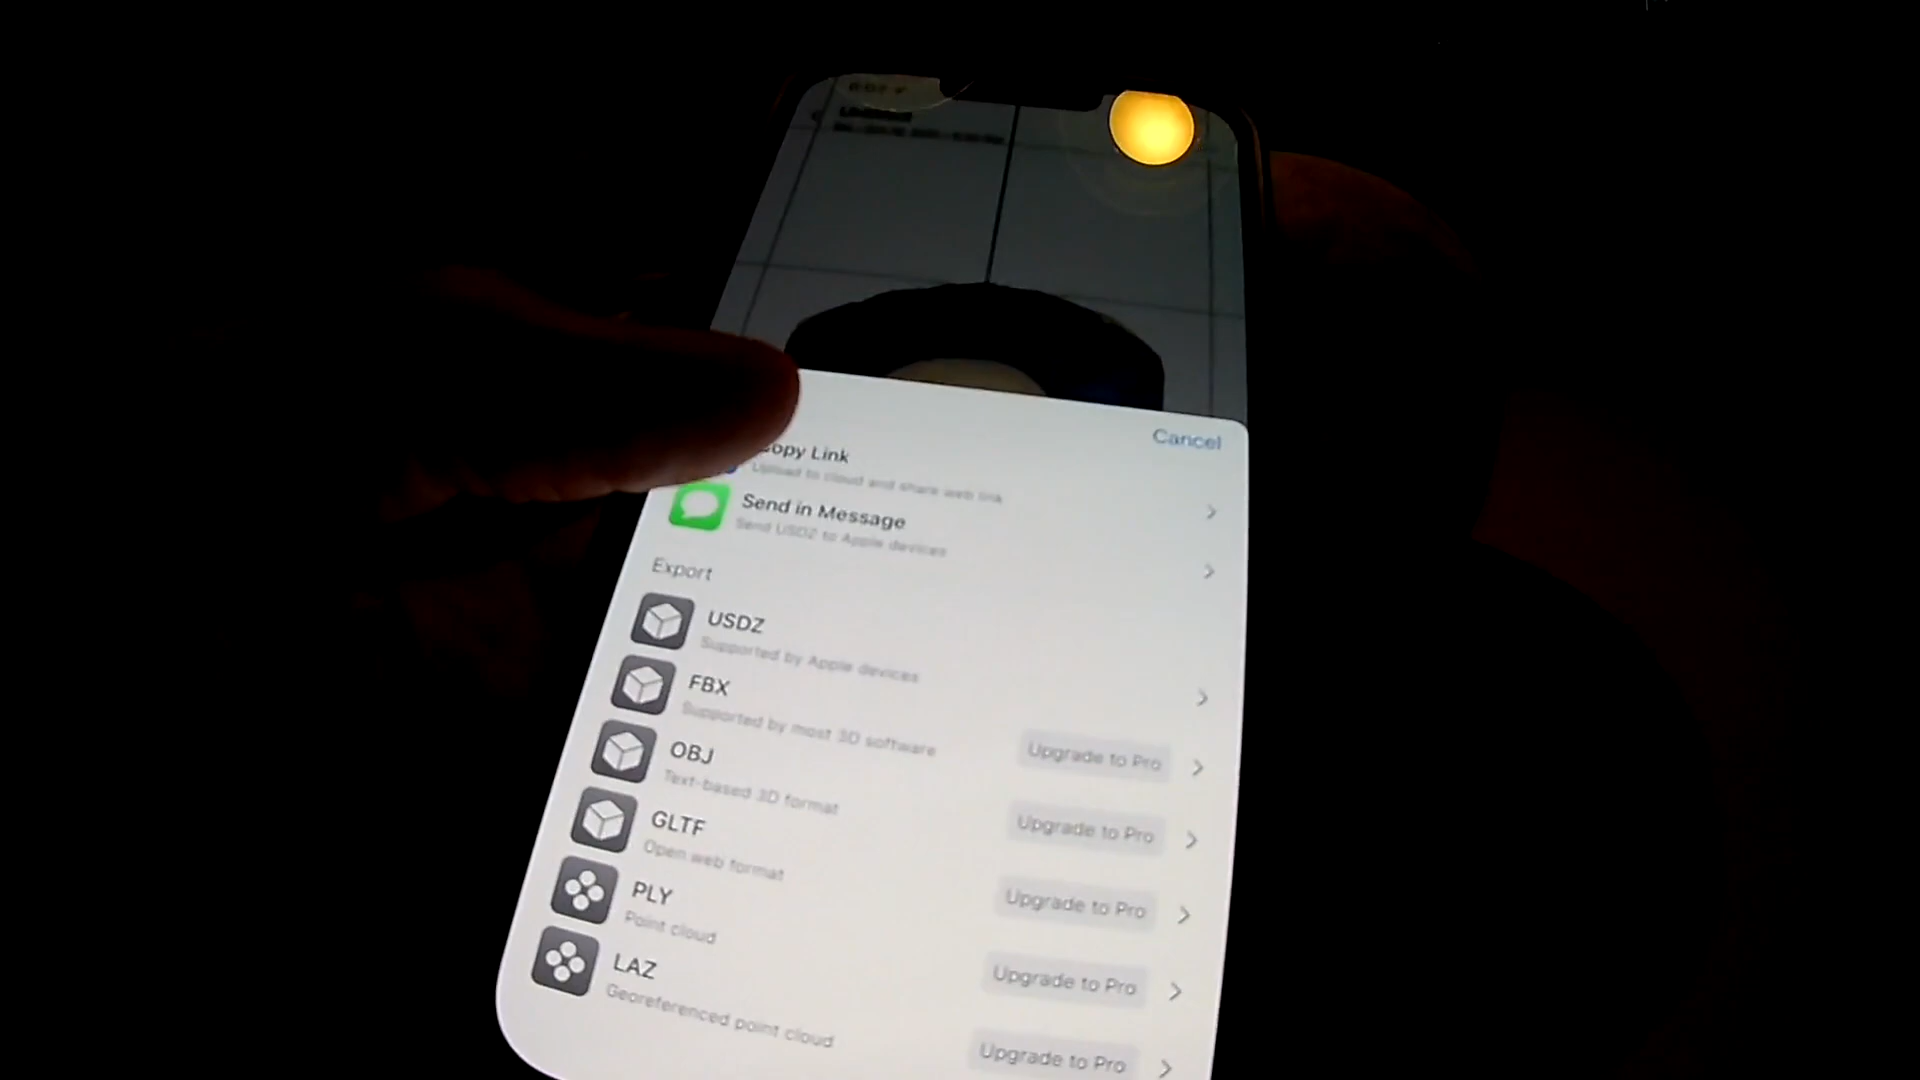 Copy Link
Upload to cloud and share web link
Send in Message
Send USDZ to Apple devices
Cancel
Export
USDZ
Supported by Apple devices
FBX
Supported by most 3D software
Upgrade to Pro
OBJ
Text-based 3D format
Upgrade to Pro
GLTF
Open web format
Upgrade to Pro
PLY
Point cloud
Upgrade to Pro
LAZ
Georeferenced point cloud
Upgrade to Pro